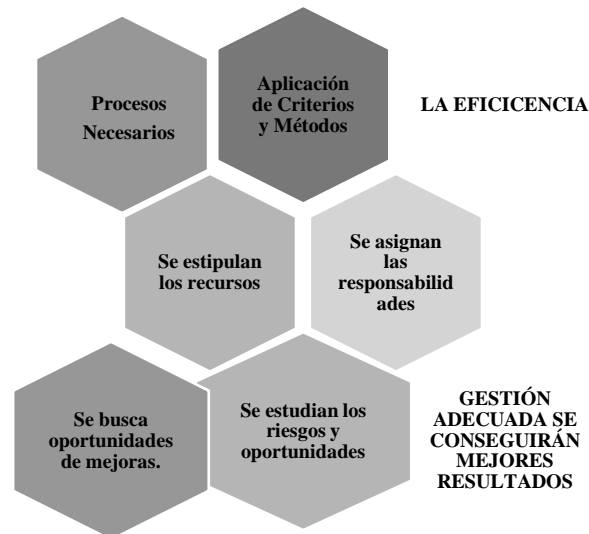 Procesos
Necesarios
Aplicación
de Criterios
y Métodos
LA EFICICENCIA
Se estipulan
los recursos
Se asignan
las
responsabilid
ades
Se busca
oportunidades
de mejoras.
Se estudian los
riesgos y
oportunidades
GESTIÓN
ADECUADA SE
CONSEGUIRÁN
MEJORES
RESULTADOS